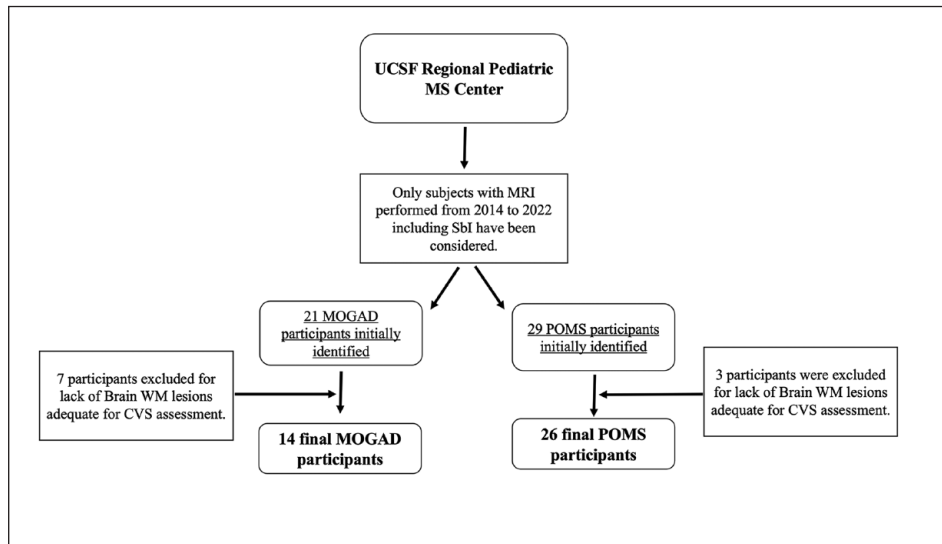 UCSF Regional Pediatric
MS Center
Only subjects with MRI
performed from 2014 to 2022
including SbI have been
considered.
21 MOGAD
participants initially
identified
29 POMS participants
initially identified
7 participants excluded for
lack of Brain WM lesions
adequate for CVS assessment.
3 participants were excluded
for lack of Brain WM lesions
adequate for CVS assessment.
14 final MOGAD
participants
26 final POMS
participants